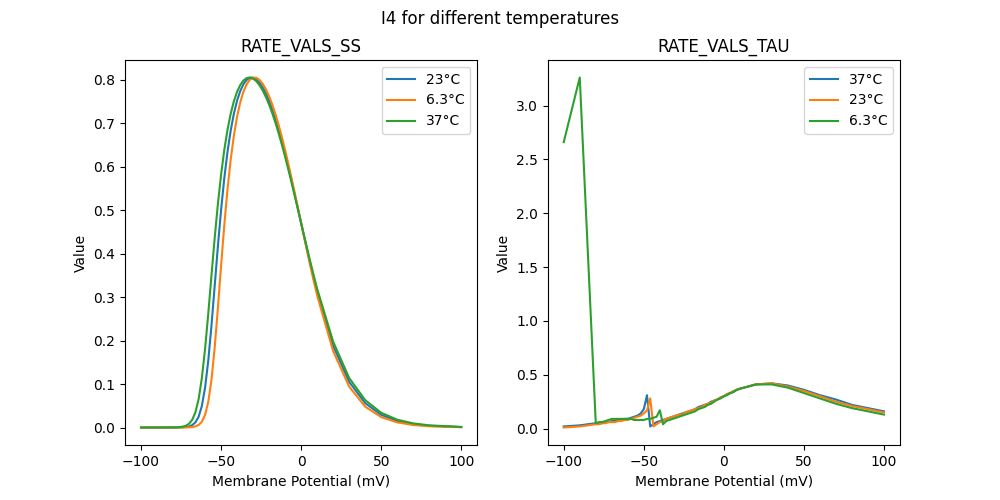 I4 for different temperatures
RATE_VALS_SS
0.8
0.7
0.6
0.5
0.4
0.3
0.2
0.1
0.0
Value
23°C
6.3°C
37°C
−100
−50
0
50
100
Membrane Potential (mV)
RATE_VALS_TAU
3.0
2.5
2.0
1.5
1.0
0.5
0.0
Value
37°C
23°C
6.3°C
−100
−50
0
50
100
Membrane Potential (mV)